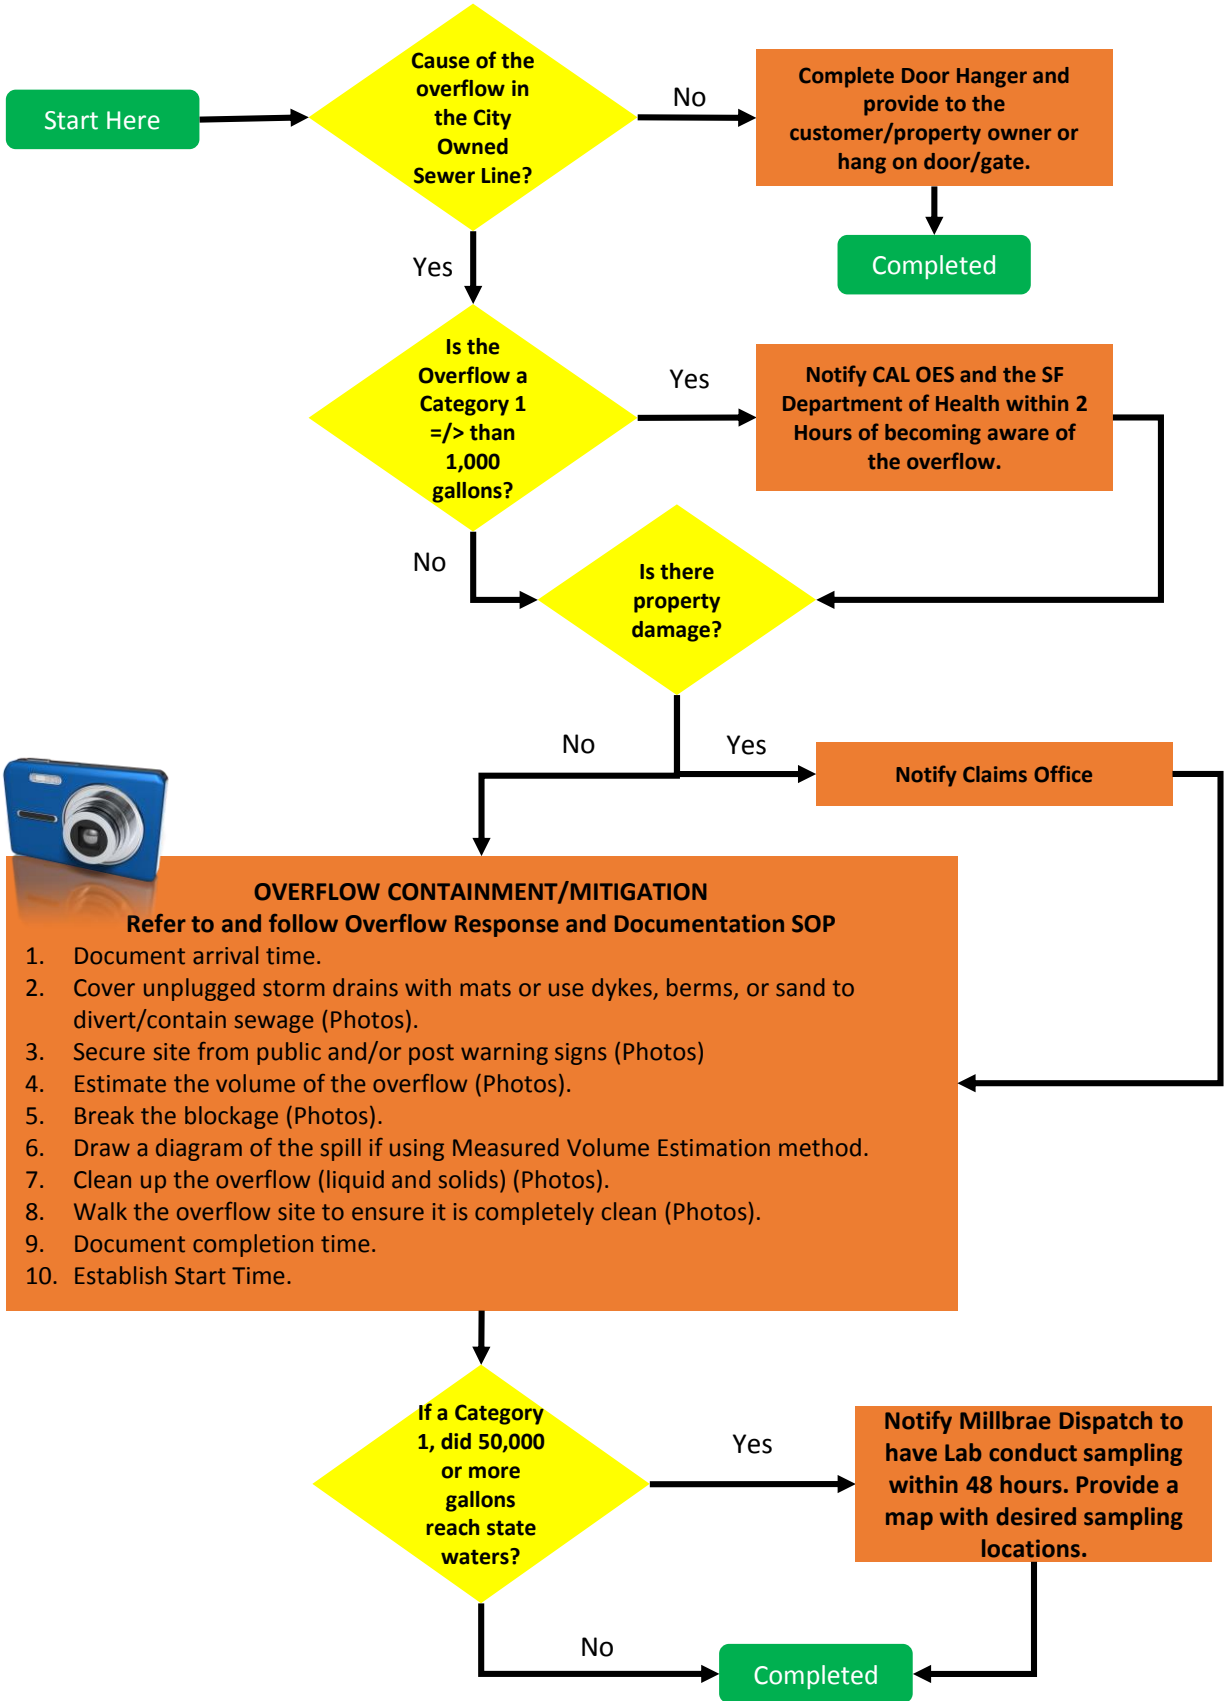 Start Here
Cause of the
overflow in
the City
Owned
Sewer Line?
No
Complete Door Hanger and
provide to the
customer/property owner or
hang on door/gate.
Completed
Yes
Is the
Overflow a
Category 1
=/> than
1,000
gallons?
Yes
Notify CAL OES and the SF
Department of Health within 2
Hours of becoming aware of
the overflow.
No
Is there
property
damage?
No
Yes
Notify Claims Office
OVERFLOW CONTAINMENT/MITIGATION
Refer to and follow Overflow Response and Documentation SOP
1. Document arrival time.
2. Cover unplugged storm drains with mats or use dykes, berms, or sand to
divert/contain sewage (Photos).
3. Secure site from public and/or post warning signs (Photos)
4. Estimate the volume of the overflow (Photos).
5. Break the blockage (Photos).
6. Draw a diagram of the spill if using Measured Volume Estimation method.
7. Clean up the overflow (liquid and solids) (Photos).
8. Walk the overflow site to ensure it is completely clean (Photos).
9. Document completion time.
10. Establish Start Time.
If a Category
1, did 50,000
or more
gallons
reach state
waters?
Yes
Notify Millbrae Dispatch to
have Lab conduct sampling
within 48 hours. Provide a
map with desired sampling
locations.
No
Completed